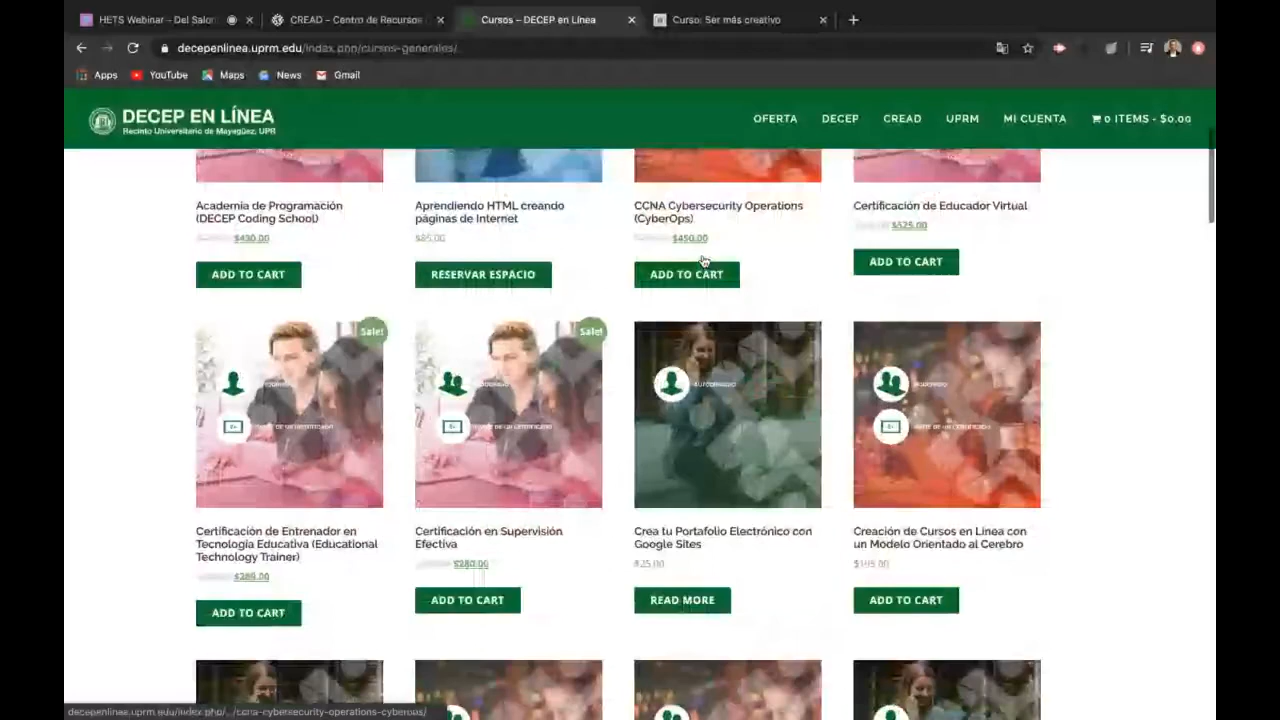 HETS Webinar - Del Salon
CREAD - Centro de Recursos
Cursos – DECEP en Línea
Curso: Ser más creativo
decepenlinea.uprm.edu/index.php/cursos-generales/
Apps YouTube Maps News Gmail
DECEP EN LÍNEA
Recinto Universitario de Mayagüez, UPR
OFERTA DECEP CREAD UPRM MI CUENTA 0 ITEMS - $0.00
Academia de Programación
(DECEP Coding School)
$430.00
ADD TO CART
Aprendiendo HTML creando
páginas de Internet
$85.00
RESERVAR ESPACIO
CCNA Cybersecurity Operations
(CyberOps)
$450.00
ADD TO CART
Certificación de Educador Virtual
$525.00
ADD TO CART
Sale!
Certificación de Entrenador en
Tecnología Educativa (Educational
Technology Trainer)
$289.00
ADD TO CART
Sale!
Certificación en Supervisión
Efectiva
$280.00
ADD TO CART
Crea tu Portafolio Electrónico con
Google Sites
$25.00
READ MORE
Creación de Cursos en Línea con
un Modelo Orientado al Cerebro
$195.00
ADD TO CART
decepenlinea.uprm.edu/index.php/.../ccna-cybersecurity-operations-cyberops/